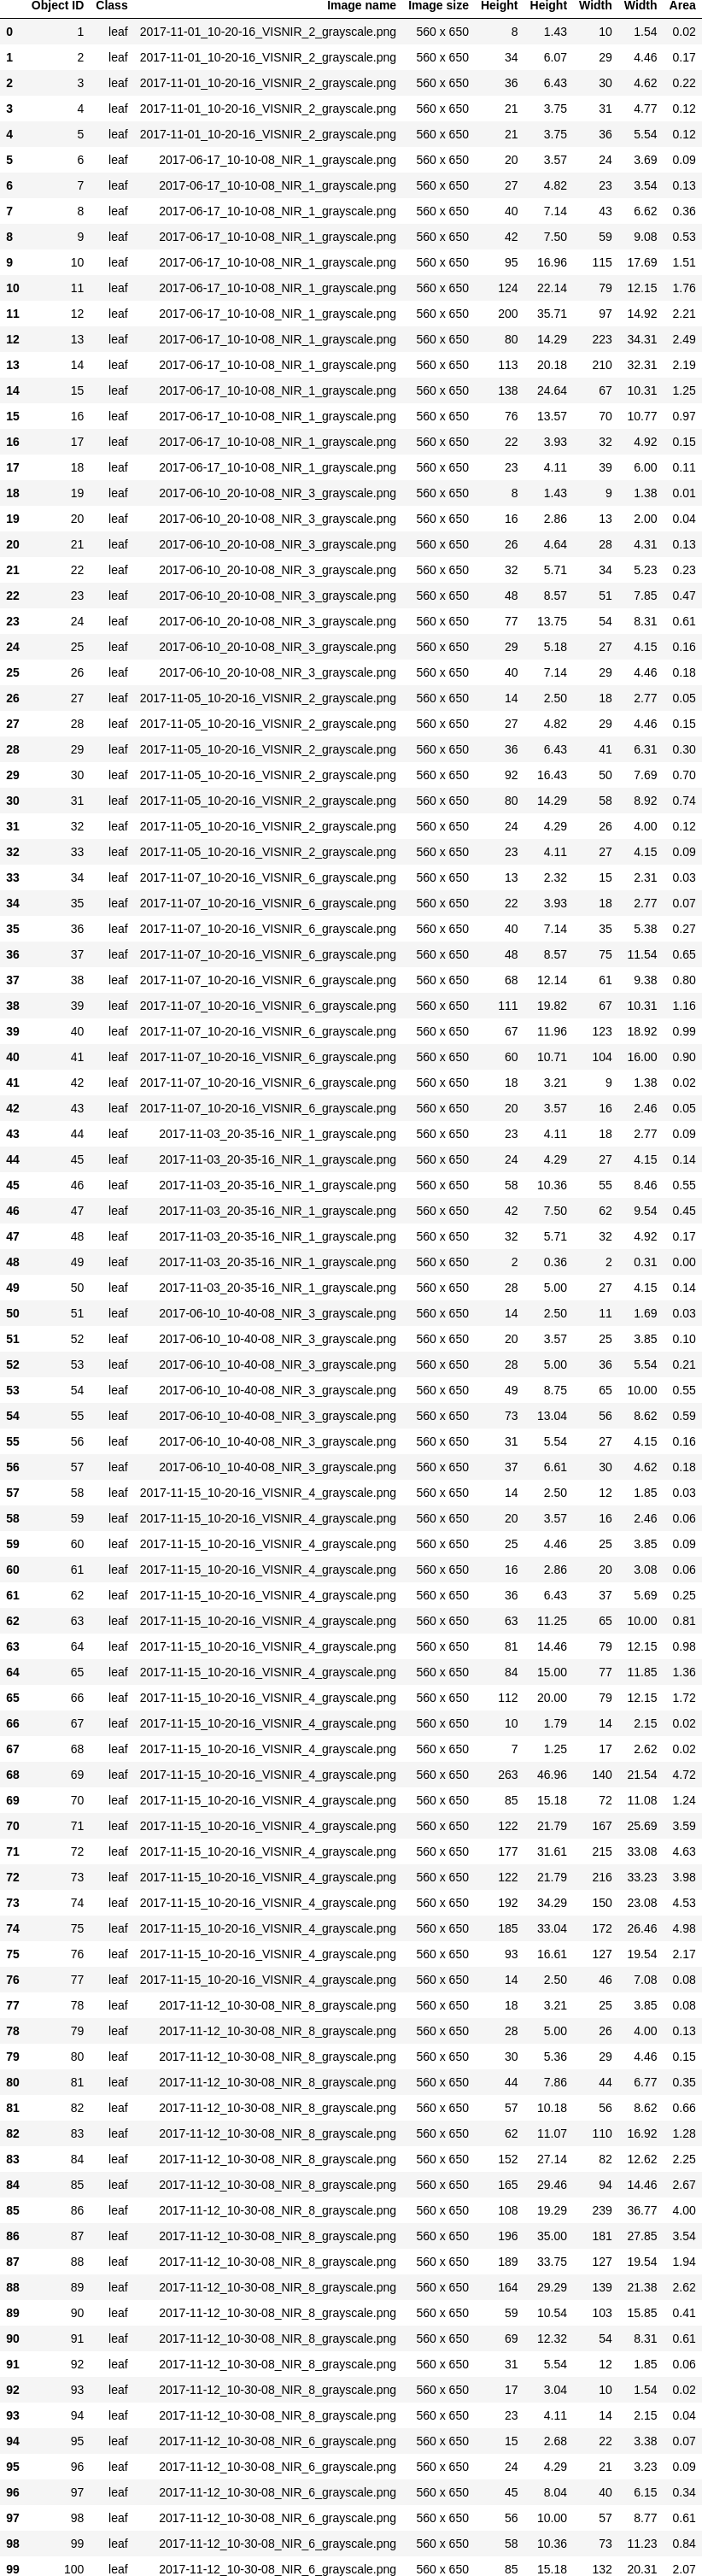 Object ID Class Image name Image size Height Height Width Width Area
0 1 leaf 2017-11-01_10-20-16_VISNIR_2_grayscale.png 560 x 650 8 1.43 10 1.54 0.02
1 2 leaf 2017-11-01_10-20-16_VISNIR_2_grayscale.png 560 x 650 34 6.07 29 4.46 0.17
2 3 leaf 2017-11-01_10-20-16_VISNIR_2_grayscale.png 560 x 650 36 6.43 30 4.62 0.22
3 4 leaf 2017-11-01_10-20-16_VISNIR_2_grayscale.png 560 x 650 21 3.75 31 4.77 0.12
4 5 leaf 2017-11-01_10-20-16_VISNIR_2_grayscale.png 560 x 650 21 3.75 36 5.54 0.12
5 6 leaf 2017-06-17_10-10-08_NIR_1_grayscale.png 560 x 650 20 3.57 24 3.69 0.09
6 7 leaf 2017-06-17_10-10-08_NIR_1_grayscale.png 560 x 650 27 4.82 23 3.54 0.13
7 8 leaf 2017-06-17_10-10-08_NIR_1_grayscale.png 560 x 650 40 7.14 43 6.62 0.36
8 9 leaf 2017-06-17_10-10-08_NIR_1_grayscale.png 560 x 650 42 7.50 59 9.08 0.53
9 10 leaf 2017-06-17_10-10-08_NIR_1_grayscale.png 560 x 650 95 16.96 115 17.69 1.51
10 11 leaf 2017-06-17_10-10-08_NIR_1_grayscale.png 560 x 650 124 22.14 79 12.15 1.76
11 12 leaf 2017-06-17_10-10-08_NIR_1_grayscale.png 560 x 650 200 35.71 97 14.92 2.21
12 13 leaf 2017-06-17_10-10-08_NIR_1_grayscale.png 560 x 650 80 14.29 223 34.31 2.49
13 14 leaf 2017-06-17_10-10-08_NIR_1_grayscale.png 560 x 650 113 20.18 210 32.31 2.19
14 15 leaf 2017-06-17_10-10-08_NIR_1_grayscale.png 560 x 650 138 24.64 67 10.31 1.25
15 16 leaf 2017-06-17_10-10-08_NIR_1_grayscale.png 560 x 650 76 13.57 70 10.77 0.97
16 17 leaf 2017-06-17_10-10-08_NIR_1_grayscale.png 560 x 650 22 3.93 32 4.92 0.15
17 18 leaf 2017-06-17_10-10-08_NIR_1_grayscale.png 560 x 650 23 4.11 39 6.00 0.11
18 19 leaf 2017-06-10_20-10-08_NIR_3_grayscale.png 560 x 650 8 1.43 9 1.38 0.01
19 20 leaf 2017-06-10_20-10-08_NIR_3_grayscale.png 560 x 650 16 2.86 13 2.00 0.04
20 21 leaf 2017-06-10_20-10-08_NIR_3_grayscale.png 560 x 650 26 4.64 28 4.31 0.13
21 22 leaf 2017-06-10_20-10-08_NIR_3_grayscale.png 560 x 650 32 5.71 34 5.23 0.23
22 23 leaf 2017-06-10_20-10-08_NIR_3_grayscale.png 560 x 650 48 8.57 51 7.85 0.47
23 24 leaf 2017-06-10_20-10-08_NIR_3_grayscale.png 560 x 650 77 13.75 54 8.31 0.61
24 25 leaf 2017-06-10_20-10-08_NIR_3_grayscale.png 560 x 650 29 5.18 27 4.15 0.16
25 26 leaf 2017-06-10_20-10-08_NIR_3_grayscale.png 560 x 650 40 7.14 29 4.46 0.18
26 27 leaf 2017-11-05_10-20-16_VISNIR_2_grayscale.png 560 x 650 14 2.50 18 2.77 0.05
27 28 leaf 2017-11-05_10-20-16_VISNIR_2_grayscale.png 560 x 650 27 4.82 29 4.46 0.15
28 29 leaf 2017-11-05_10-20-16_VISNIR_2_grayscale.png 560 x 650 36 6.43 41 6.31 0.30
29 30 leaf 2017-11-05_10-20-16_VISNIR_2_grayscale.png 560 x 650 92 16.43 50 7.69 0.70
30 31 leaf 2017-11-05_10-20-16_VISNIR_2_grayscale.png 560 x 650 80 14.29 58 8.92 0.74
31 32 leaf 2017-11-05_10-20-16_VISNIR_2_grayscale.png 560 x 650 24 4.29 26 4.00 0.12
32 33 leaf 2017-11-05_10-20-16_VISNIR_2_grayscale.png 560 x 650 23 4.11 27 4.15 0.09
33 34 leaf 2017-11-07_10-20-16_VISNIR_6_grayscale.png 560 x 650 13 2.32 15 2.31 0.03
34 35 leaf 2017-11-07_10-20-16_VISNIR_6_grayscale.png 560 x 650 22 3.93 18 2.77 0.07
35 36 leaf 2017-11-07_10-20-16_VISNIR_6_grayscale.png 560 x 650 40 7.14 35 5.38 0.27
36 37 leaf 2017-11-07_10-20-16_VISNIR_6_grayscale.png 560 x 650 48 8.57 75 11.54 0.65
37 38 leaf 2017-11-07_10-20-16_VISNIR_6_grayscale.png 560 x 650 68 12.14 61 9.38 0.80
38 39 leaf 2017-11-07_10-20-16_VISNIR_6_grayscale.png 560 x 650 111 19.82 67 10.31 1.16
39 40 leaf 2017-11-07_10-20-16_VISNIR_6_grayscale.png 560 x 650 67 11.96 123 18.92 0.99
40 41 leaf 2017-11-07_10-20-16_VISNIR_6_grayscale.png 560 x 650 60 10.71 104 16.00 0.90
41 42 leaf 2017-11-07_10-20-16_VISNIR_6_grayscale.png 560 x 650 18 3.21 9 1.38 0.02
42 43 leaf 2017-11-07_10-20-16_VISNIR_6_grayscale.png 560 x 650 20 3.57 16 2.46 0.05
43 44 leaf 2017-11-03_20-35-16_NIR_1_grayscale.png 560 x 650 23 4.11 18 2.77 0.09
44 45 leaf 2017-11-03_20-35-16_NIR_1_grayscale.png 560 x 650 24 4.29 27 4.15 0.14
45 46 leaf 2017-11-03_20-35-16_NIR_1_grayscale.png 560 x 650 58 10.36 55 8.46 0.55
46 47 leaf 2017-11-03_20-35-16_NIR_1_grayscale.png 560 x 650 42 7.50 62 9.54 0.45
47 48 leaf 2017-11-03_20-35-16_NIR_1_grayscale.png 560 x 650 32 5.71 32 4.92 0.17
48 49 leaf 2017-11-03_20-35-16_NIR_1_grayscale.png 560 x 650 2 0.36 2 0.31 0.00
49 50 leaf 2017-11-03_20-35-16_NIR_1_grayscale.png 560 x 650 28 5.00 27 4.15 0.14
50 51 leaf 2017-06-10_10-40-08_NIR_3_grayscale.png 560 x 650 14 2.50 11 1.69 0.03
51 52 leaf 2017-06-10_10-40-08_NIR_3_grayscale.png 560 x 650 20 3.57 25 3.85 0.10
52 53 leaf 2017-06-10_10-40-08_NIR_3_grayscale.png 560 x 650 28 5.00 36 5.54 0.21
53 54 leaf 2017-06-10_10-40-08_NIR_3_grayscale.png 560 x 650 49 8.75 65 10.00 0.55
54 55 leaf 2017-06-10_10-40-08_NIR_3_grayscale.png 560 x 650 73 13.04 56 8.62 0.59
55 56 leaf 2017-06-10_10-40-08_NIR_3_grayscale.png 560 x 650 31 5.54 27 4.15 0.16
56 57 leaf 2017-06-10_10-40-08_NIR_3_grayscale.png 560 x 650 37 6.61 30 4.62 0.18
57 58 leaf 2017-11-15_10-20-16_VISNIR_4_grayscale.png 560 x 650 14 2.50 12 1.85 0.03
58 59 leaf 2017-11-15_10-20-16_VISNIR_4_grayscale.png 560 x 650 20 3.57 16 2.46 0.06
59 60 leaf 2017-11-15_10-20-16_VISNIR_4_grayscale.png 560 x 650 25 4.46 25 3.85 0.09
60 61 leaf 2017-11-15_10-20-16_VISNIR_4_grayscale.png 560 x 650 16 2.86 20 3.08 0.06
61 62 leaf 2017-11-15_10-20-16_VISNIR_4_grayscale.png 560 x 650 36 6.43 37 5.69 0.25
62 63 leaf 2017-11-15_10-20-16_VISNIR_4_grayscale.png 560 x 650 63 11.25 65 10.00 0.81
63 64 leaf 2017-11-15_10-20-16_VISNIR_4_grayscale.png 560 x 650 81 14.46 79 12.15 0.98
64 65 leaf 2017-11-15_10-20-16_VISNIR_4_grayscale.png 560 x 650 84 15.00 77 11.85 1.36
65 66 leaf 2017-11-15_10-20-16_VISNIR_4_grayscale.png 560 x 650 112 20.00 79 12.15 1.72
66 67 leaf 2017-11-15_10-20-16_VISNIR_4_grayscale.png 560 x 650 10 1.79 14 2.15 0.02
67 68 leaf 2017-11-15_10-20-16_VISNIR_4_grayscale.png 560 x 650 7 1.25 17 2.62 0.02
68 69 leaf 2017-11-15_10-20-16_VISNIR_4_grayscale.png 560 x 650 263 46.96 140 21.54 4.72
69 70 leaf 2017-11-15_10-20-16_VISNIR_4_grayscale.png 560 x 650 85 15.18 72 11.08 1.24
70 71 leaf 2017-11-15_10-20-16_VISNIR_4_grayscale.png 560 x 650 122 21.79 167 25.69 3.59
71 72 leaf 2017-11-15_10-20-16_VISNIR_4_grayscale.png 560 x 650 177 31.61 215 33.08 4.63
72 73 leaf 2017-11-15_10-20-16_VISNIR_4_grayscale.png 560 x 650 122 21.79 216 33.23 3.98
73 74 leaf 2017-11-15_10-20-16_VISNIR_4_grayscale.png 560 x 650 192 34.29 150 23.08 4.53
74 75 leaf 2017-11-15_10-20-16_VISNIR_4_grayscale.png 560 x 650 185 33.04 172 26.46 4.98
75 76 leaf 2017-11-15_10-20-16_VISNIR_4_grayscale.png 560 x 650 93 16.61 127 19.54 2.17
76 77 leaf 2017-11-15_10-20-16_VISNIR_4_grayscale.png 560 x 650 14 2.50 46 7.08 0.08
77 78 leaf 2017-11-12_10-30-08_NIR_8_grayscale.png 560 x 650 18 3.21 25 3.85 0.08
78 79 leaf 2017-11-12_10-30-08_NIR_8_grayscale.png 560 x 650 28 5.00 26 4.00 0.13
79 80 leaf 2017-11-12_10-30-08_NIR_8_grayscale.png 560 x 650 30 5.36 29 4.46 0.15
80 81 leaf 2017-11-12_10-30-08_NIR_8_grayscale.png 560 x 650 44 7.86 44 6.77 0.35
81 82 leaf 2017-11-12_10-30-08_NIR_8_grayscale.png 560 x 650 57 10.18 56 8.62 0.66
82 83 leaf 2017-11-12_10-30-08_NIR_8_grayscale.png 560 x 650 62 11.07 110 16.92 1.28
83 84 leaf 2017-11-12_10-30-08_NIR_8_grayscale.png 560 x 650 152 27.14 82 12.62 2.25
84 85 leaf 2017-11-12_10-30-08_NIR_8_grayscale.png 560 x 650 165 29.46 94 14.46 2.67
85 86 leaf 2017-11-12_10-30-08_NIR_8_grayscale.png 560 x 650 108 19.29 239 36.77 4.00
86 87 leaf 2017-11-12_10-30-08_NIR_8_grayscale.png 560 x 650 196 35.00 181 27.85 3.54
87 88 leaf 2017-11-12_10-30-08_NIR_8_grayscale.png 560 x 650 189 33.75 127 19.54 1.94
88 89 leaf 2017-11-12_10-30-08_NIR_8_grayscale.png 560 x 650 164 29.29 139 21.38 2.62
89 90 leaf 2017-11-12_10-30-08_NIR_8_grayscale.png 560 x 650 59 10.54 103 15.85 0.41
90 91 leaf 2017-11-12_10-30-08_NIR_8_grayscale.png 560 x 650 69 12.32 54 8.31 0.61
91 92 leaf 2017-11-12_10-30-08_NIR_8_grayscale.png 560 x 650 31 5.54 12 1.85 0.06
92 93 leaf 2017-11-12_10-30-08_NIR_8_grayscale.png 560 x 650 17 3.04 10 1.54 0.02
93 94 leaf 2017-11-12_10-30-08_NIR_8_grayscale.png 560 x 650 23 4.11 14 2.15 0.04
94 95 leaf 2017-11-12_10-30-08_NIR_6_grayscale.png 560 x 650 15 2.68 22 3.38 0.07
95 96 leaf 2017-11-12_10-30-08_NIR_6_grayscale.png 560 x 650 24 4.29 21 3.23 0.09
96 97 leaf 2017-11-12_10-30-08_NIR_6_grayscale.png 560 x 650 45 8.04 40 6.15 0.34
97 98 leaf 2017-11-12_10-30-08_NIR_6_grayscale.png 560 x 650 56 10.00 57 8.77 0.61
98 99 leaf 2017-11-12_10-30-08_NIR_6_grayscale.png 560 x 650 58 10.36 73 11.23 0.84
99 100 leaf 2017-11-12_10-30-08_NIR_6_grayscale.png 560 x 650 85 15.18 132 20.31 2.07